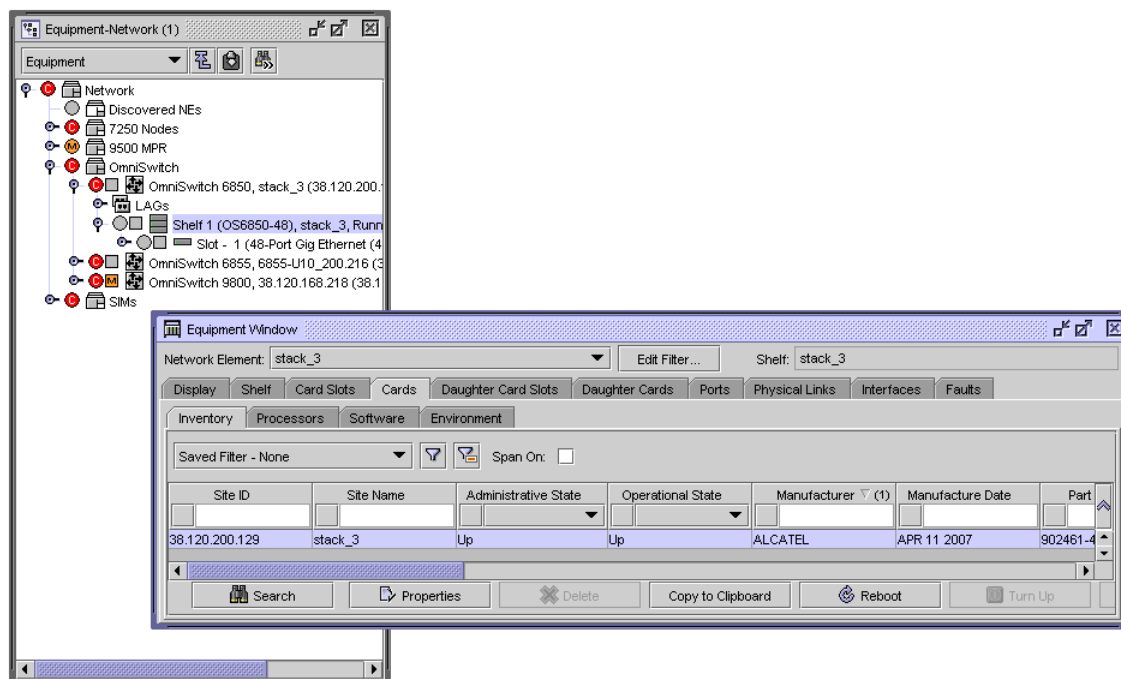 Equipment-Network (1)
Equipment
C Network
Discovered NEs
C 7250 Nodes
M 9500 MPR
C OmniSwitch
C OmniSwitch 6850, stack_3 (38.120.200.
LAGs
Shelf 1 (OS6850-48), stack_3, Runn
Slot - 1 (48-Port Gig Ethernet (4
C OmniSwitch 6855, 6855-U10_200.216 (3
C M OmniSwitch 9800, 38.120.168.218 (38.1
C SIMs
Equipment Window
Network Element: stack_3 Edit Filter... Shelf: stack_3
Display Shelf Card Slots Cards Daughter Card Slots Daughter Cards Ports Physical Links Interfaces Faults
Inventory Processors Software Environment
Saved Filter - None Span On:
Site ID Site Name Administrative State Operational State Manufacturer (1) Manufacture Date Part
38.120.200.129 stack_3 Up Up ALCATEL APR 11 2007 902461-4
Search Properties Delete Copy to Clipboard Reboot Turn Up